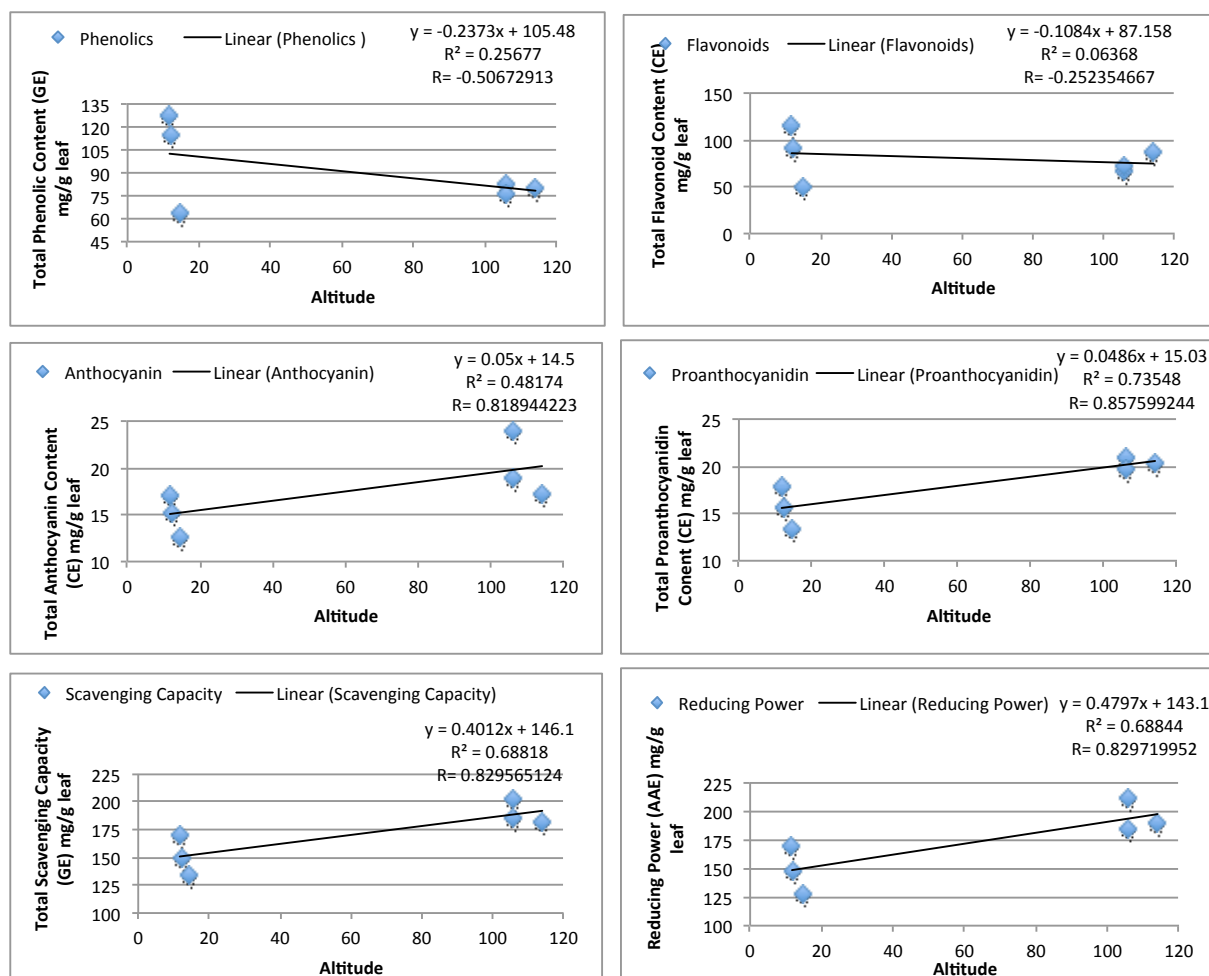 Phenolics
Linear (Phenolics )
y = -0.2373x + 105.48
R² = 0.25677
R= -0.50672913
Total Phenolic Content (GE)
mg/g leaf
135
120
105
90
75
60
45
0 20 40 60 80 100 120
Altitude
Flavonoids
Linear (Flavonoids)
y = -0.1084x + 87.158
R² = 0.06368
R= -0.252354667
Total Flavonoid Content (CE)
mg/g leaf
150
100
50
0
0 20 40 60 80 100 120
Altitude
Anthocyanin
Linear (Anthocyanin)
y = 0.05x + 14.5
R² = 0.48174
R= 0.818944223
Total Anthocyanin Content
(CE) mg/g leaf
25
20
15
10
0 20 40 60 80 100 120
Altitude
Proanthocyanidin
Linear (Proanthocyanidin)
y = 0.0486x + 15.03
R² = 0.73548
R= 0.857599244
Total Proanthocyanidin
Conent (CE) mg/g leaf
25
20
15
10
0 20 40 60 80 100 120
Altitude
Scavenging Capacity
Linear (Scavenging Capacity)
y = 0.4012x + 146.1
R² = 0.68818
R= 0.829565124
Total Scavenging Capacity
(GE) mg/g leaf
225
200
175
150
125
100
0 20 40 60 80 100 120
Altitude
Reducing Power
Linear (Reducing Power)
y = 0.4797x + 143.1
R² = 0.68844
R= 0.829719952
Reducing Power (AAE) mg/g
leaf
225
200
175
150
125
100
0 20 40 60 80 100 120
Altitude